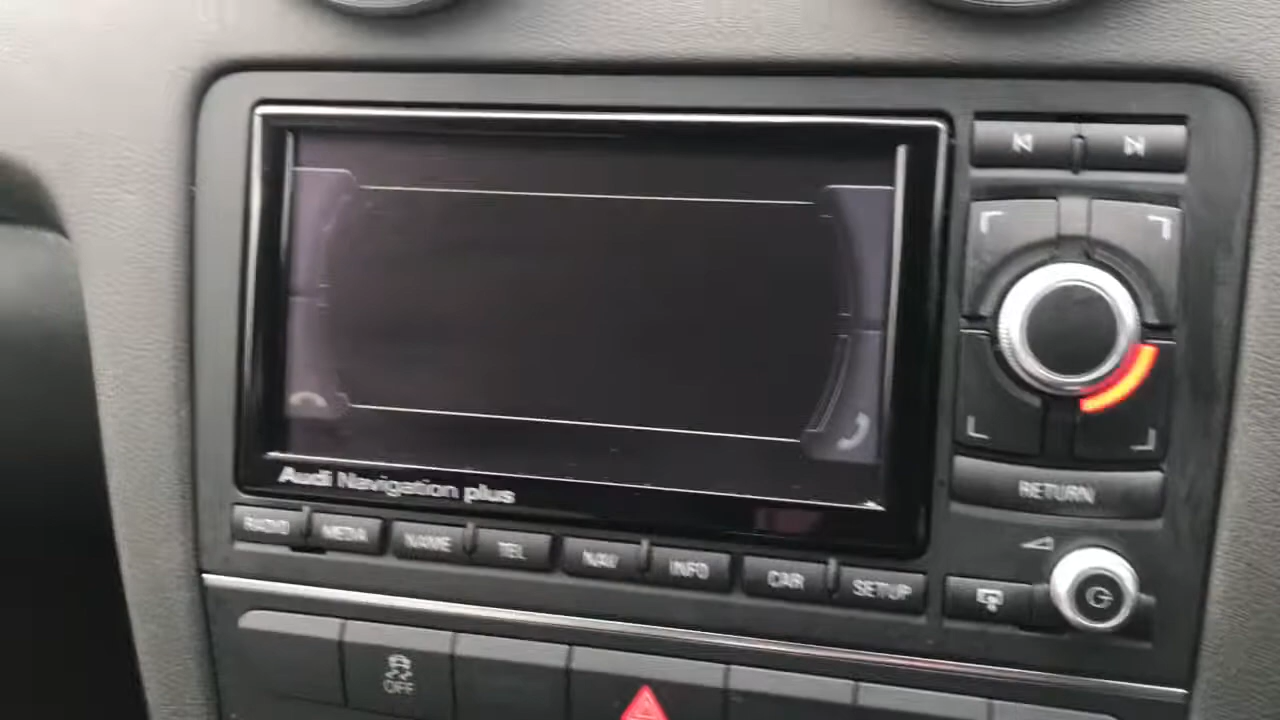 Audi Navigation plus
RETURN
RADIO MEDIA NAME TEL NAV INFO CAR SETUP
OFF